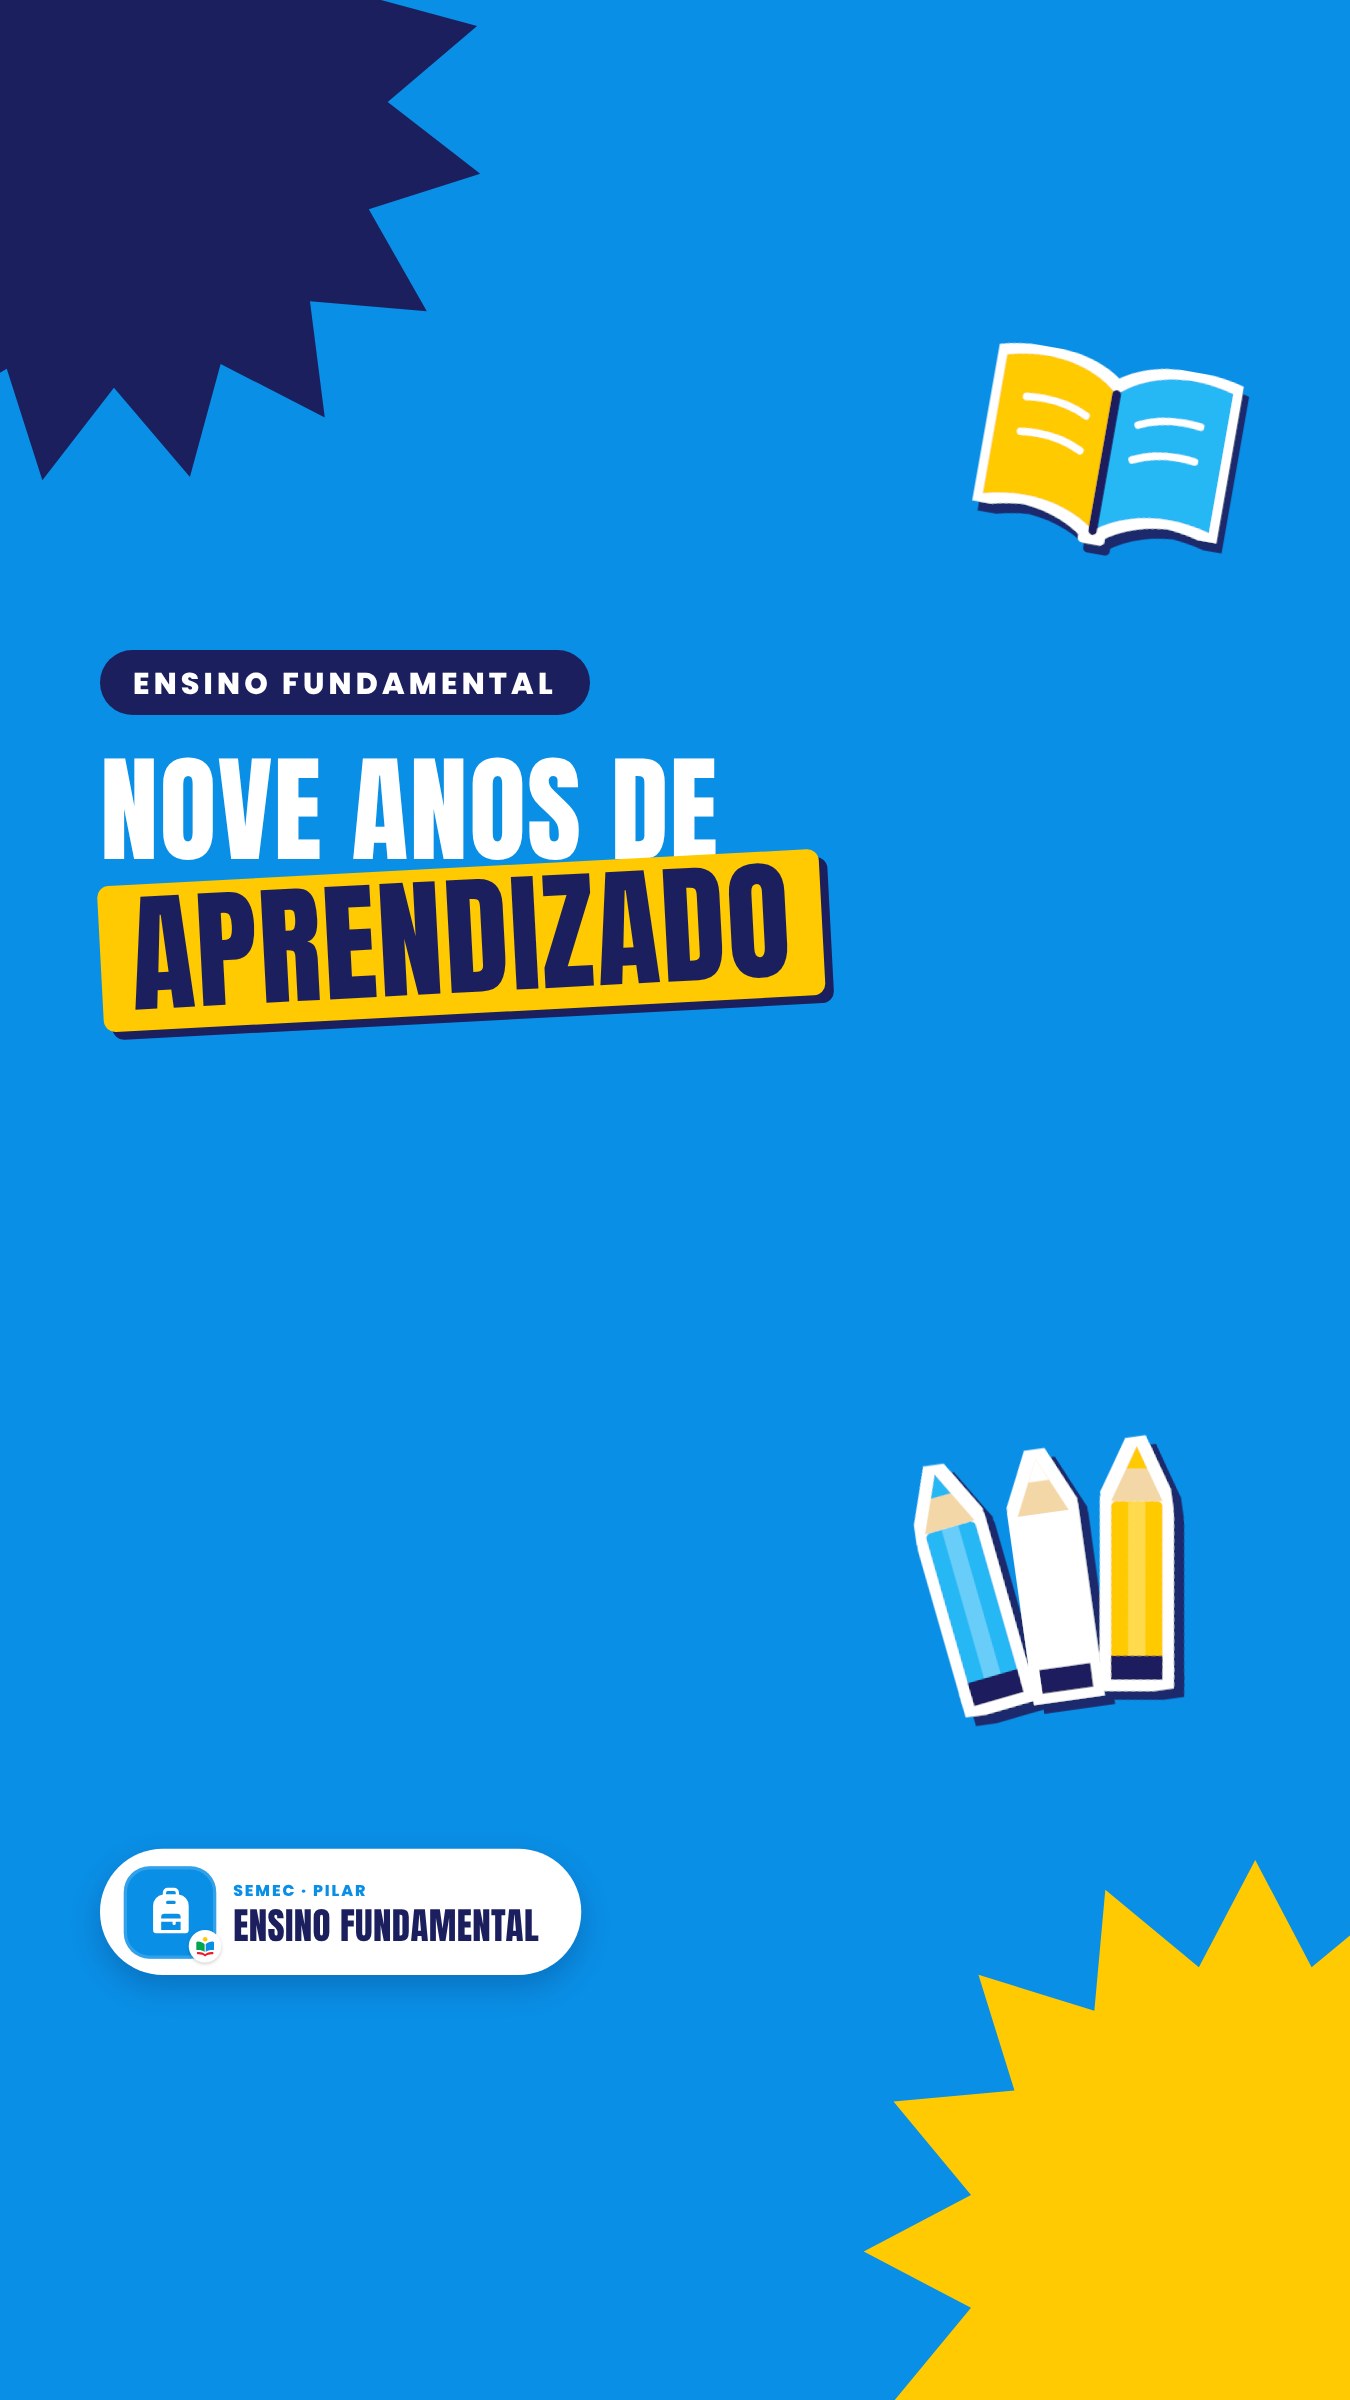 ENSINO FUNDAMENTAL
NOVE ANOS DE
APRENDIZADO
SEMEC · PILAR
ENSINO FUNDAMENTAL